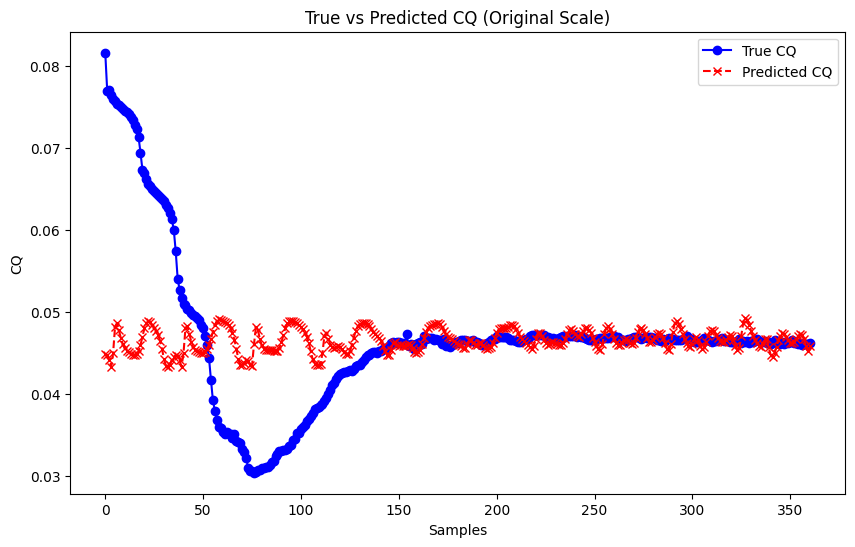 True vs Predicted CQ (Original Scale)
True CQ
Predicted CQ
0.08
0.07
0.06
0.05
0.04
0.03
CQ
0
50
100
150
200
250
300
350
Samples